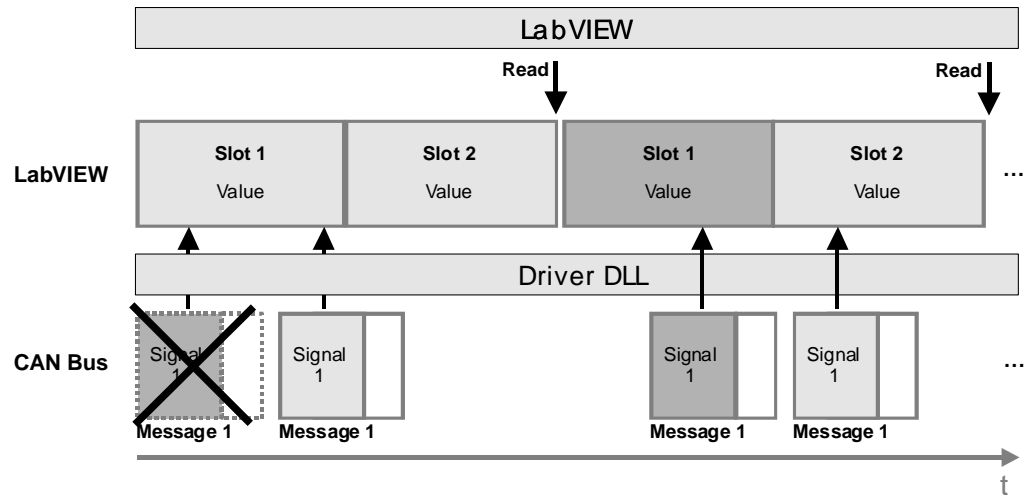 LabVIEW
Read
Read
LabVIEW
Slot 1
Value
Slot 2
Value
Slot 1
Value
Slot 2
Value
...
Driver DLL
CAN Bus
Signal
1
Message 1
Signal
1
Message 1
Signal
1
Message 1
Signal
1
Message 1
...
t